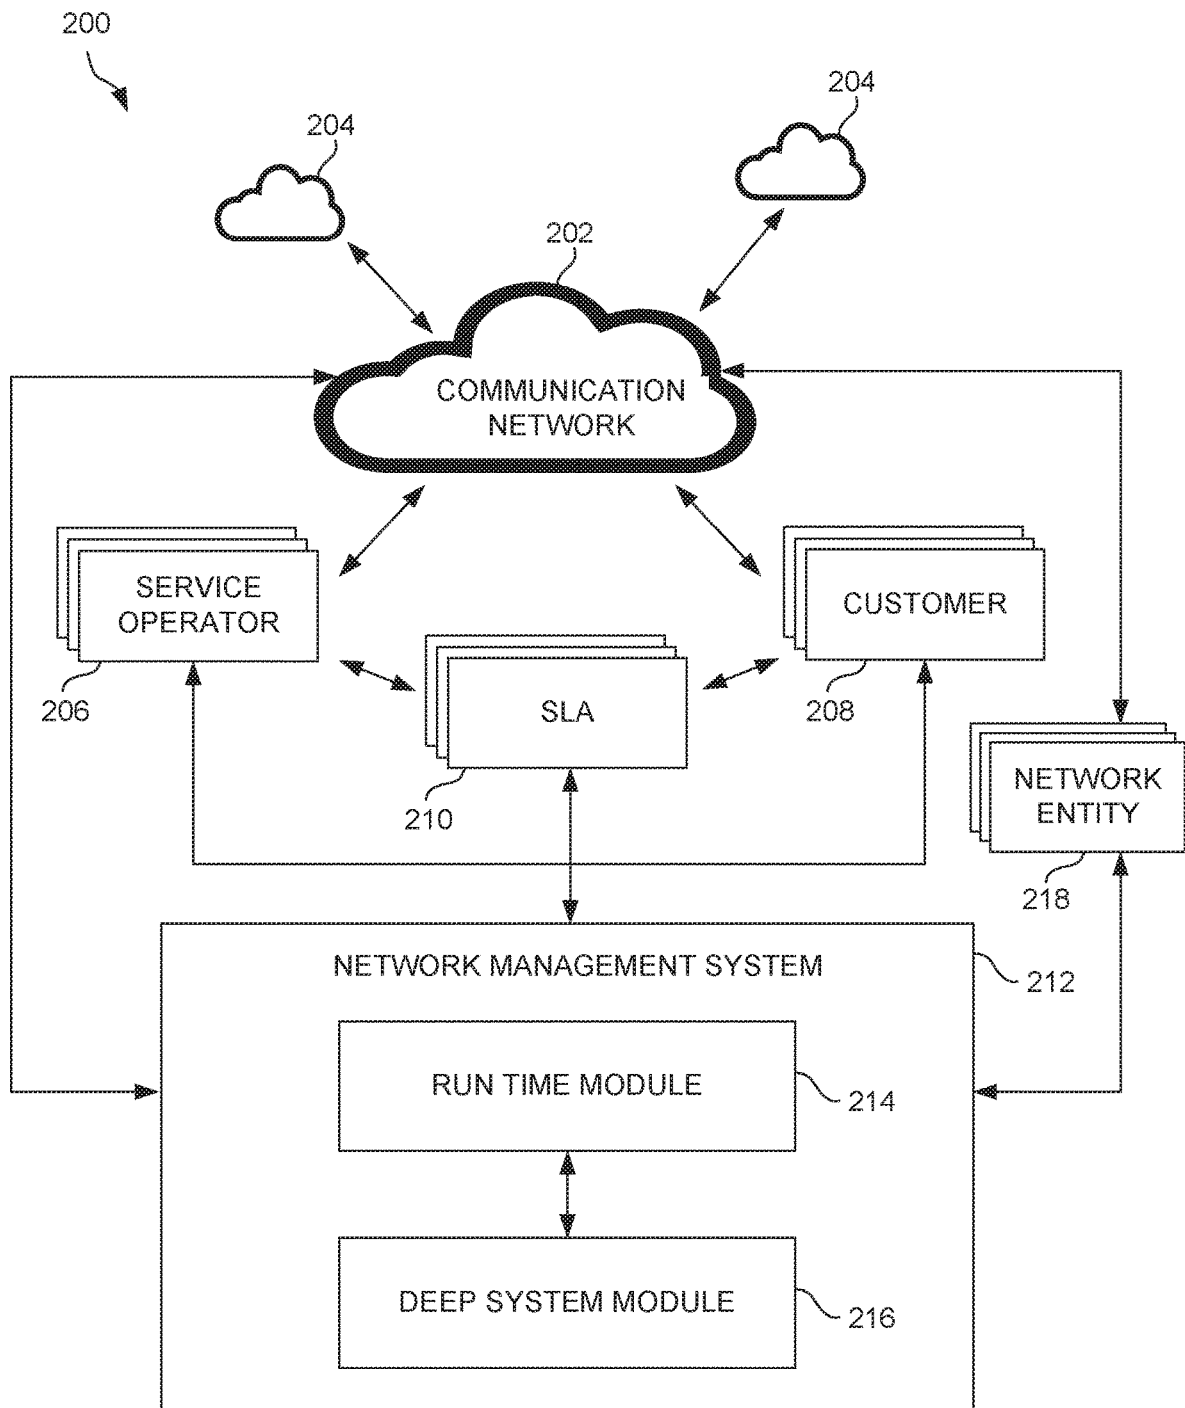 200
204
204
202
COMMUNICATION
NETWORK
SERVICE
OPERATOR
CUSTOMER
206
SLA
208
210
NETWORK
ENTITY
218
NETWORK MANAGEMENT SYSTEM
212
RUN TIME MODULE
214
DEEP SYSTEM MODULE
216